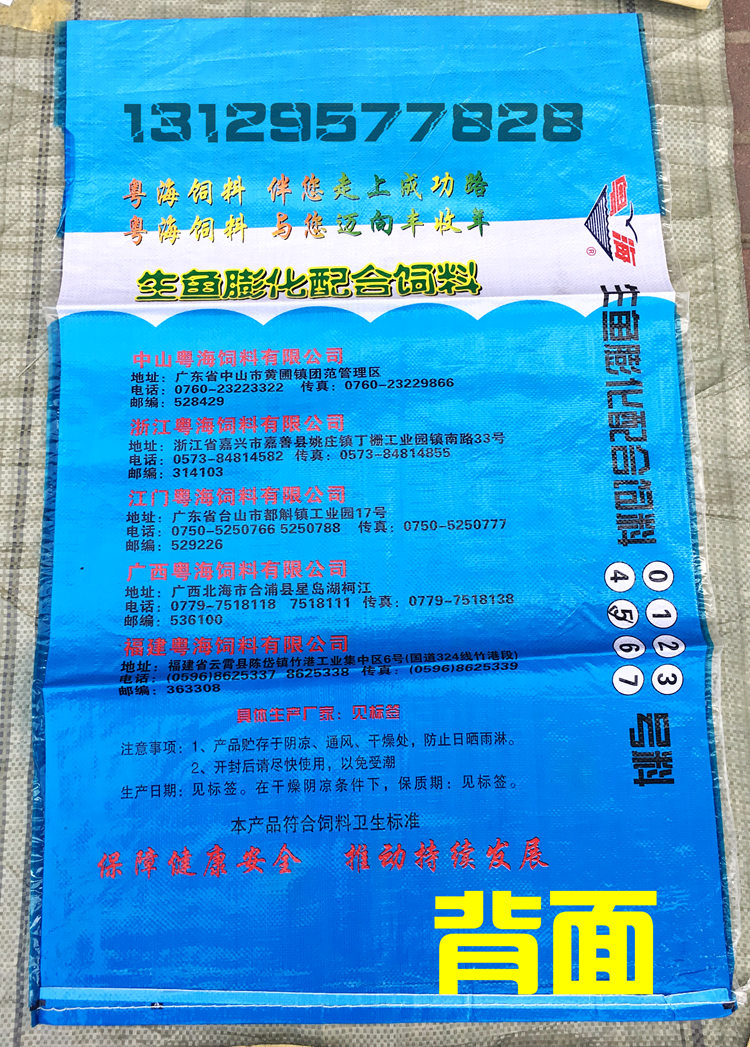 13129577828
粤海饲料 伴您走上成功路
粤海饲料 与您迈向丰收年
生鱼膨化配合饲料
中山粤海饲料有限公司
地址：广东省中山市黄圃镇团范管理区
电话：0760-23223322 传真：0760-23229866
邮编：528429
浙江粤海饲料有限公司
地址：浙江省嘉兴市嘉善县姚庄镇丁栅工业园镇南路33号
电话：0573-84814582 传真：0573-84814855
邮编：314103
江门粤海饲料有限公司
地址：广东省台山市都斛镇工业园17号
电话：0750-5250766 5250788 传真：0750-5250777
邮编：529226
广西粤海饲料有限公司
地址：广西北海市合浦县星岛湖柯江
电话：0779-7518118 7518111 传真：0779-7518138
邮编：536100
福建粤海饲料有限公司
地址：福建省云霄县陈岱镇竹港工业集中区6号(国道324线竹港段)
电话：(0596)8625337 8625338 传真：(0596)8625339
邮编：363308
具体生产厂家：见标签
注意事项：1、产品贮存于阴凉、通风、干燥处，防止日晒雨淋。
2、开封后请尽快使用，以免受潮
生产日期：见标签。在干燥阴凉条件下，保质期：见标签。
本产品符合饲料卫生标准
保障健康安全 推动持续发展
粤海
®
生鱼膨化配合饲料
0 1 2 3
4 5 6 7
料号
背面